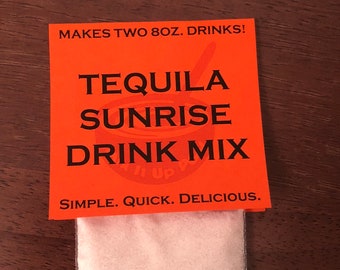 MAKES TWO 8OZ. DRINKS!
TEQUILA
SUNRISE
DRINK MIX
SIMPLE. QUICK. DELICIOUS.